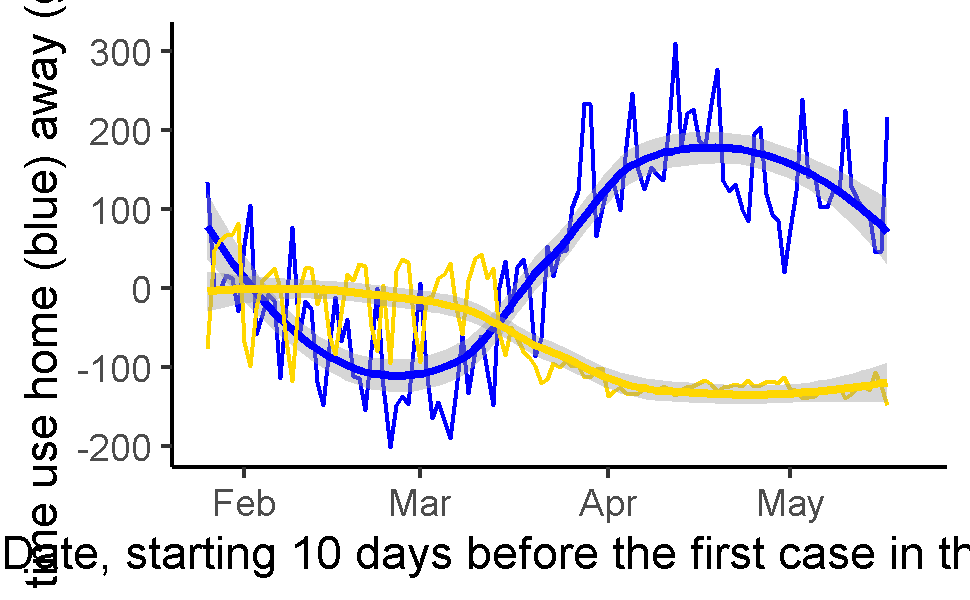 time use home (blue) away (
300
200
100
0
-100
-200
Feb Mar Apr May
Date, starting 10 days before the first case in th